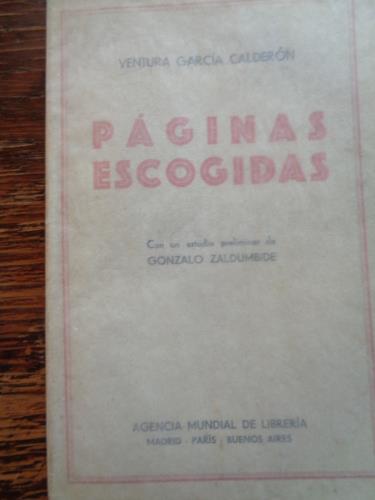 VENTURA GARCÍA CALDERÓN
PÁGINAS
ESCOGIDAS
Con un estudio preliminar de
GONZALO ZALDUMBIDE
AGENCIA MUNDIAL DE LIBRERÍA
MADRID - PARÍS - BUENOS AIRES